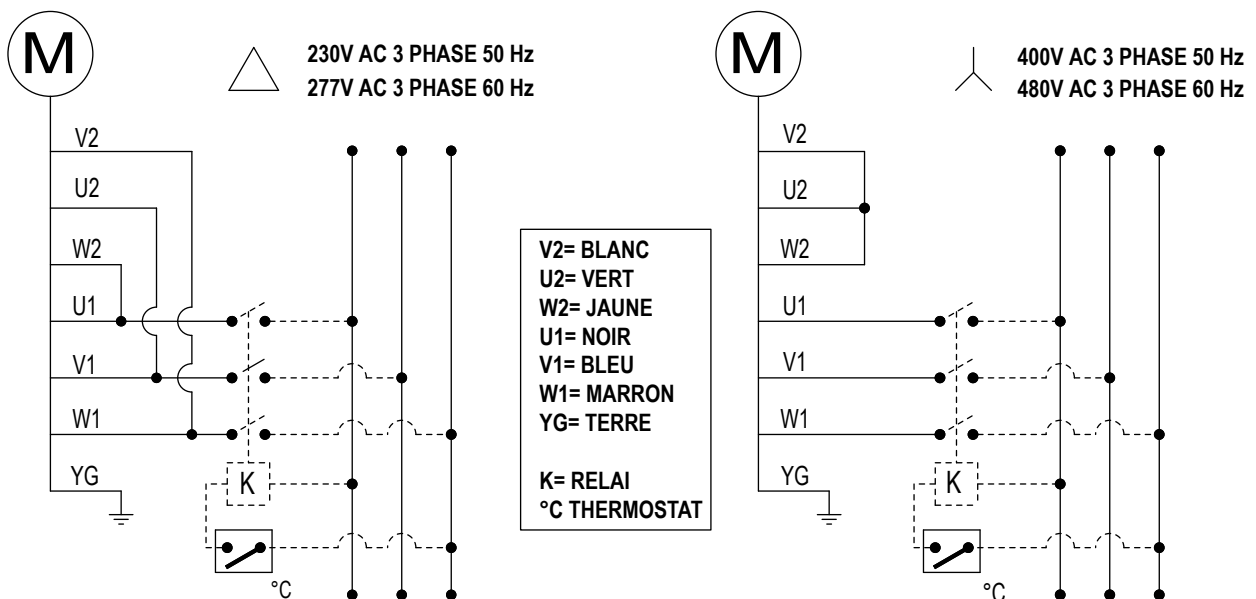 M
230V AC 3 PHASE 50 Hz
277V AC 3 PHASE 60 Hz
V2
U2
W2
U1
V1
W1
YG
K
°C
V2= BLANC
U2= VERT
W2= JAUNE
U1= NOIR
V1= BLEU
W1= MARRON
YG= TERRE
K= RELAI
°C THERMOSTAT
M
400V AC 3 PHASE 50 Hz
480V AC 3 PHASE 60 Hz
V2
U2
W2
U1
V1
W1
YG
K
°C